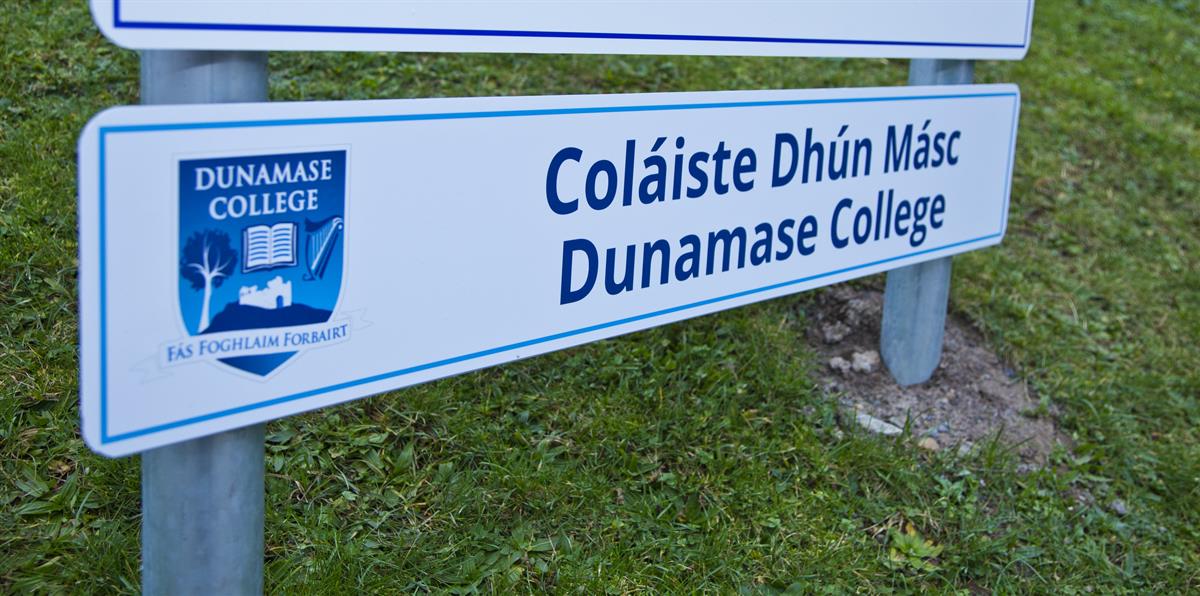 DUNAMASE
COLLEGE
FÁS FOGHLAIM FORBAIRT
Coláiste Dhún Másc
Dunamase College